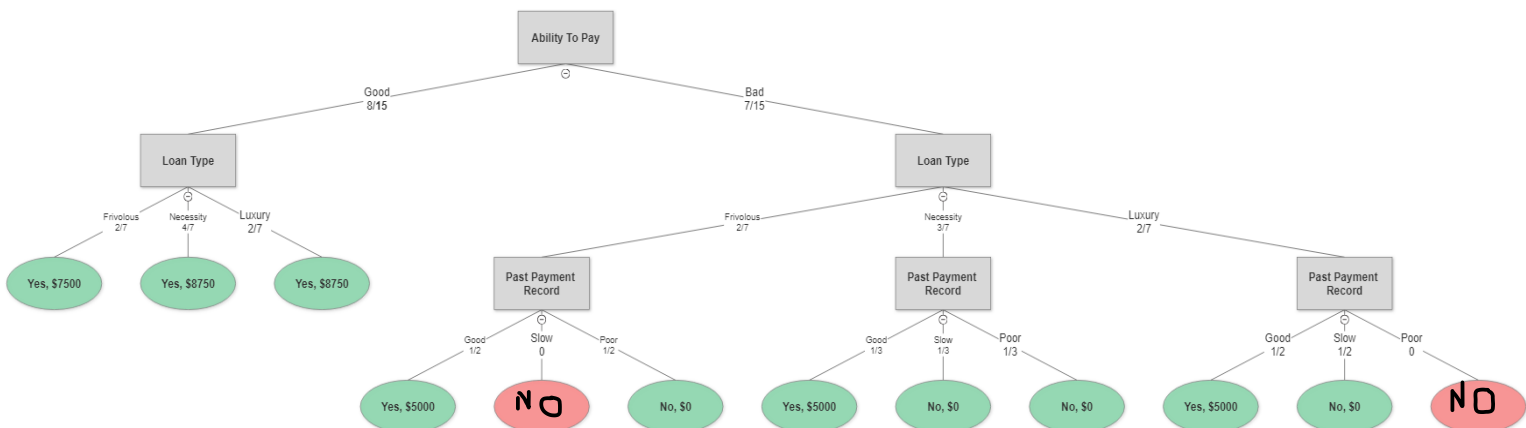 Ability To Pay
Good
8/15
Bad
7/15
Loan Type
Loan Type
Frivolous
2/7
Necessity
4/7
Luxury
2/7
Frivolous
2/7
Necessity
3/7
Luxury
2/7
Yes, $7500
Yes, $8750
Yes, $8750
Past Payment
Record
Past Payment
Record
Past Payment
Record
Good
1/2
Slow
0
Poor
1/2
Good
1/3
Slow
1/3
Poor
1/3
Good
1/2
Slow
1/2
Poor
0
Yes, $5000
NO
No, $0
Yes, $5000
No, $0
No, $0
Yes, $5000
No, $0
NO